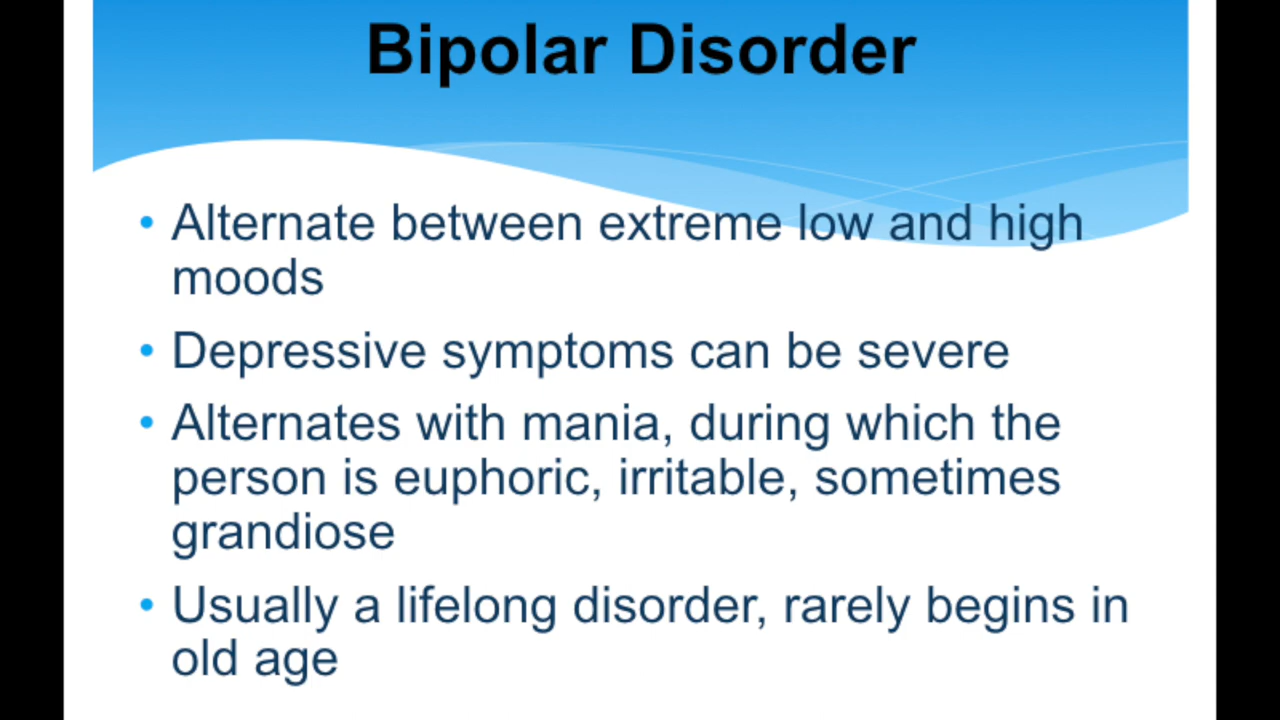 Bipolar Disorder
• Alternate between extreme low and high
moods
• Depressive symptoms can be severe
• Alternates with mania, during which the
person is euphoric, irritable, sometimes
grandiose
• Usually a lifelong disorder, rarely begins in
old age